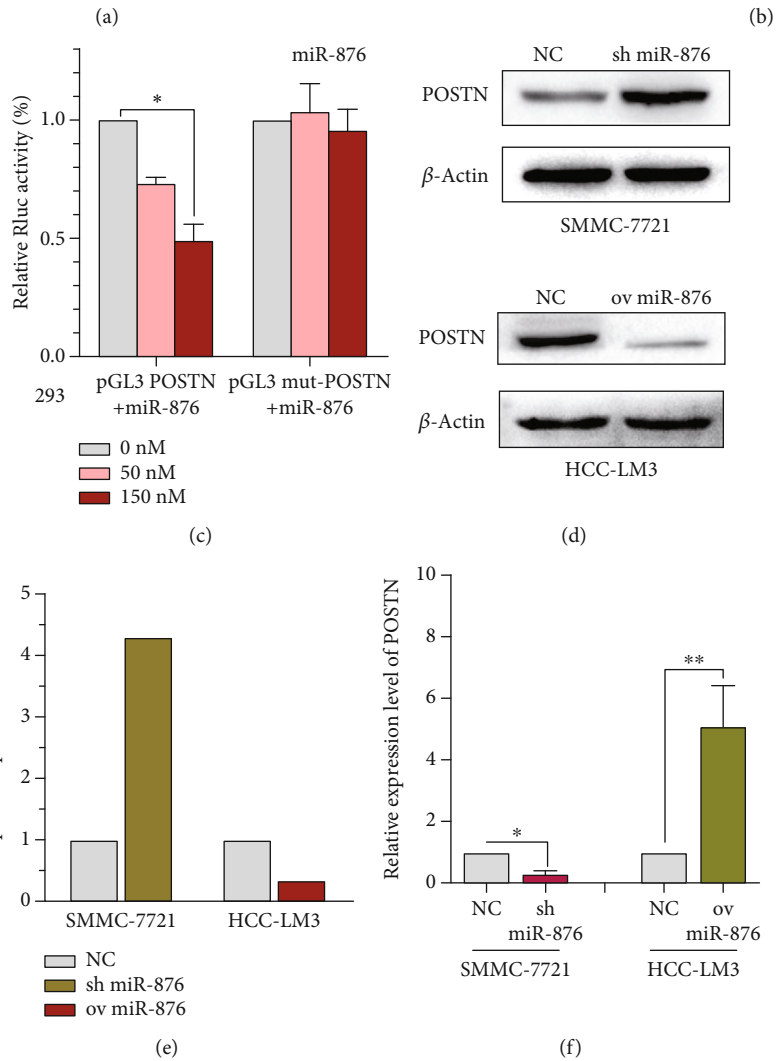 (a)
(b)
miR-876
*
Relative Rluc activity (%)
1.0
0.5
0.0
293
pGL3 POSTN
+miR-876
pGL3 mut-POSTN
+miR-876
0 nM
50 nM
150 nM
(c)
NC sh miR-876
POSTN
β-Actin
SMMC-7721
NC ov miR-876
POSTN
β-Actin
HCC-LM3
(d)
5
4
3
2
1
0
SMMC-7721 HCC-LM3
NC
sh miR-876
ov miR-876
(e)
Relative expression level of POSTN
10
8
6
4
2
0
*
**
NC sh
miR-876
NC ov
miR-876
SMMC-7721 HCC-LM3
(f)